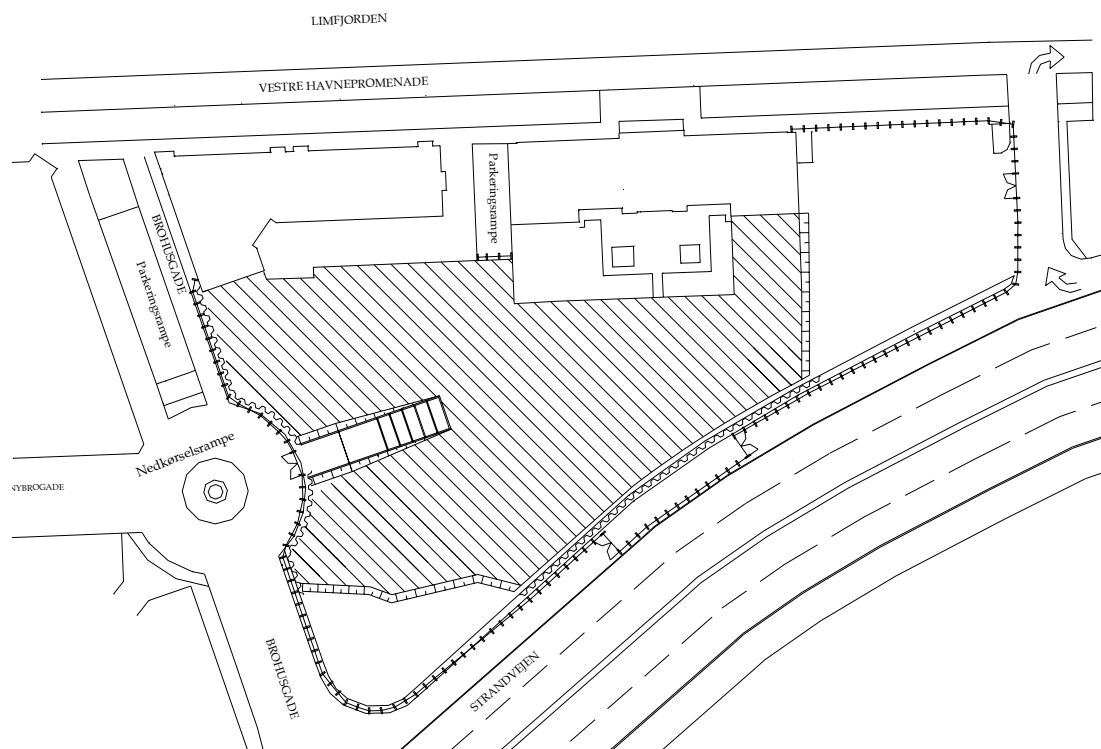 LIMFJORDEN
VESTRE HAVNEPROMENADE
Parkeringsrampe
BROHUSGADE
Parkeringsrampe
Nedkørselsrampe
NYBROGADE
BROHUSGADE
STRANDVEJEN